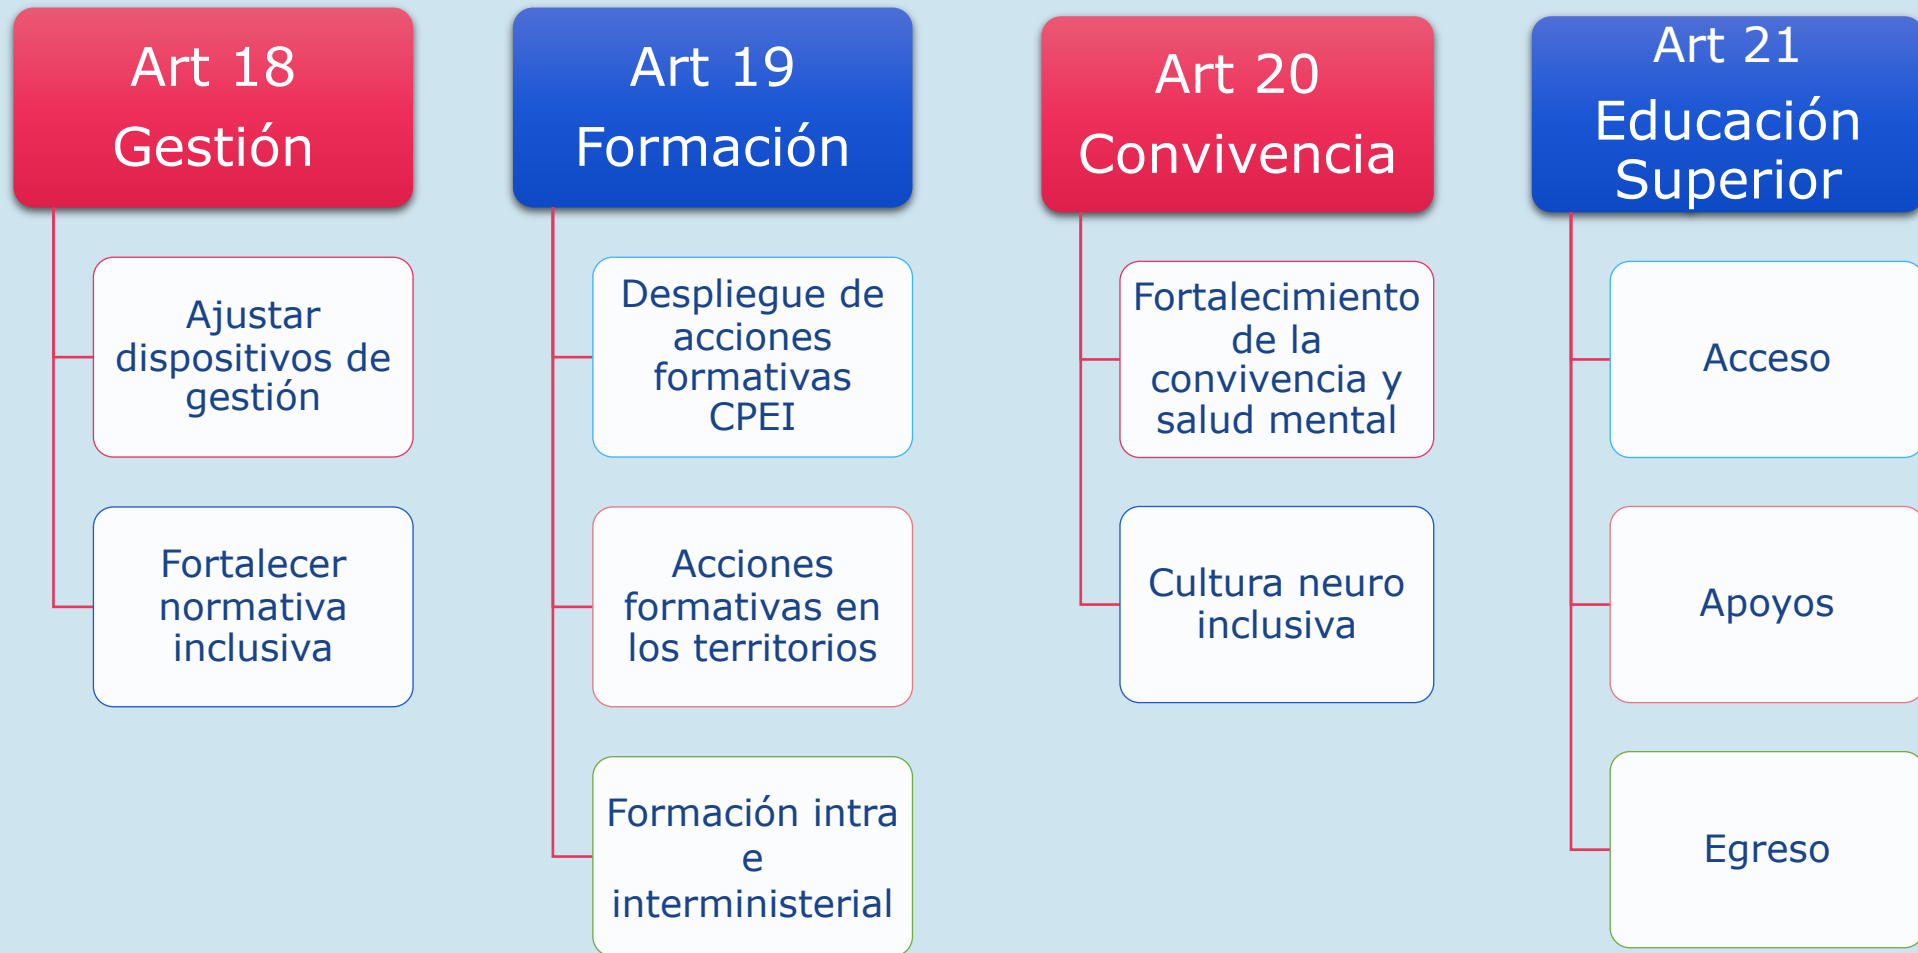 Art 18
Gestión
Ajustar
dispositivos de
gestión
Fortalecer
normativa
inclusiva
Art 19
Formación
Despliegue de
acciones
formativas
CPEI
Acciones
formativas en
los territorios
Formación intra
e
interministerial
Art 20
Convivencia
Fortalecimiento
de la
convivencia y
salud mental
Cultura neuro
inclusiva
Art 21
Educación
Superior
Acceso
Apoyos
Egreso